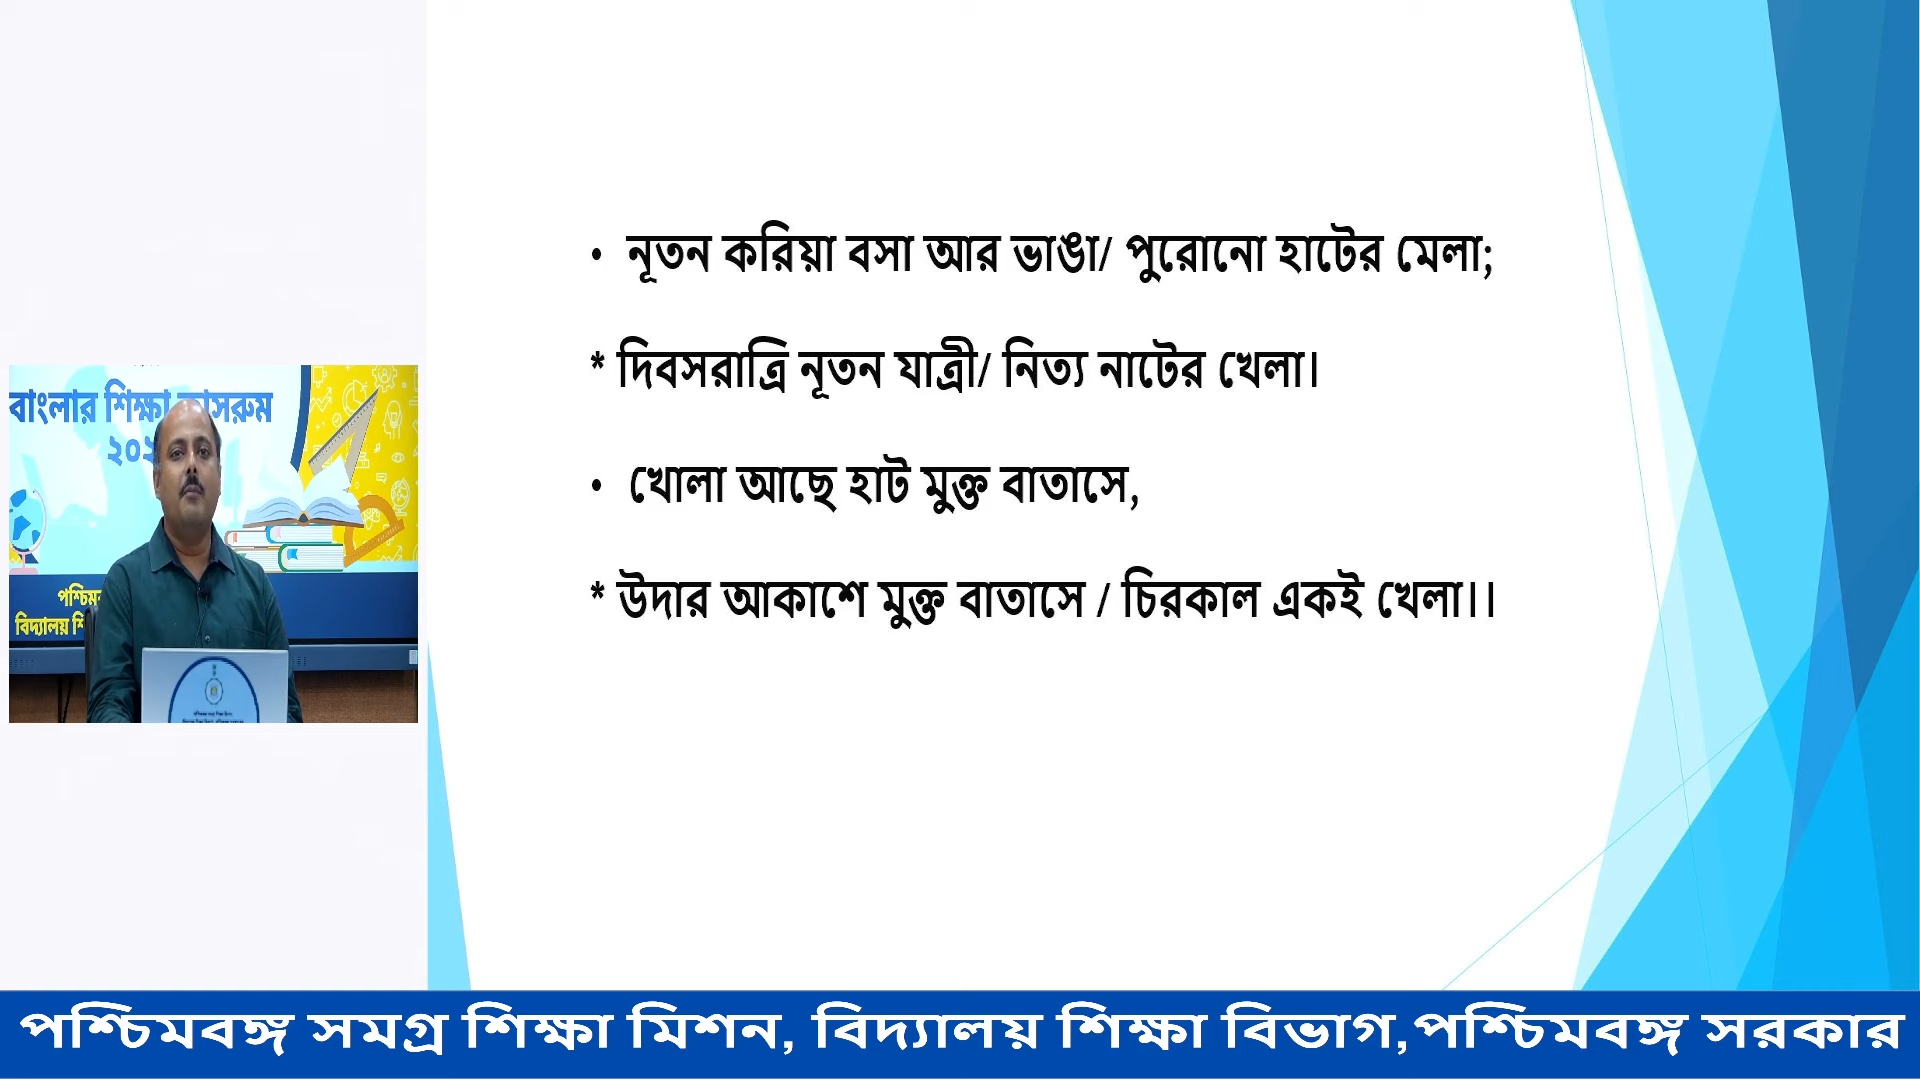 • নূতন করিয়া বসা আর ভাঙা/ পুরোনো হাটের মেলা;
* দিবসরাত্রি নূতন যাত্রী/ নিত্য নাটের খেলা।
• খোলা আছে হাট মুক্ত বাতাসে,
* উদার আকাশে মুক্ত বাতাসে / চিরকাল একই খেলা।।
বাংলার শিক্ষা
পশ্চিমবঙ্গ সমগ্র শিক্ষা মিশন, বিদ্যালয় শিক্ষা বিভাগ,পশ্চিমবঙ্গ সরকার